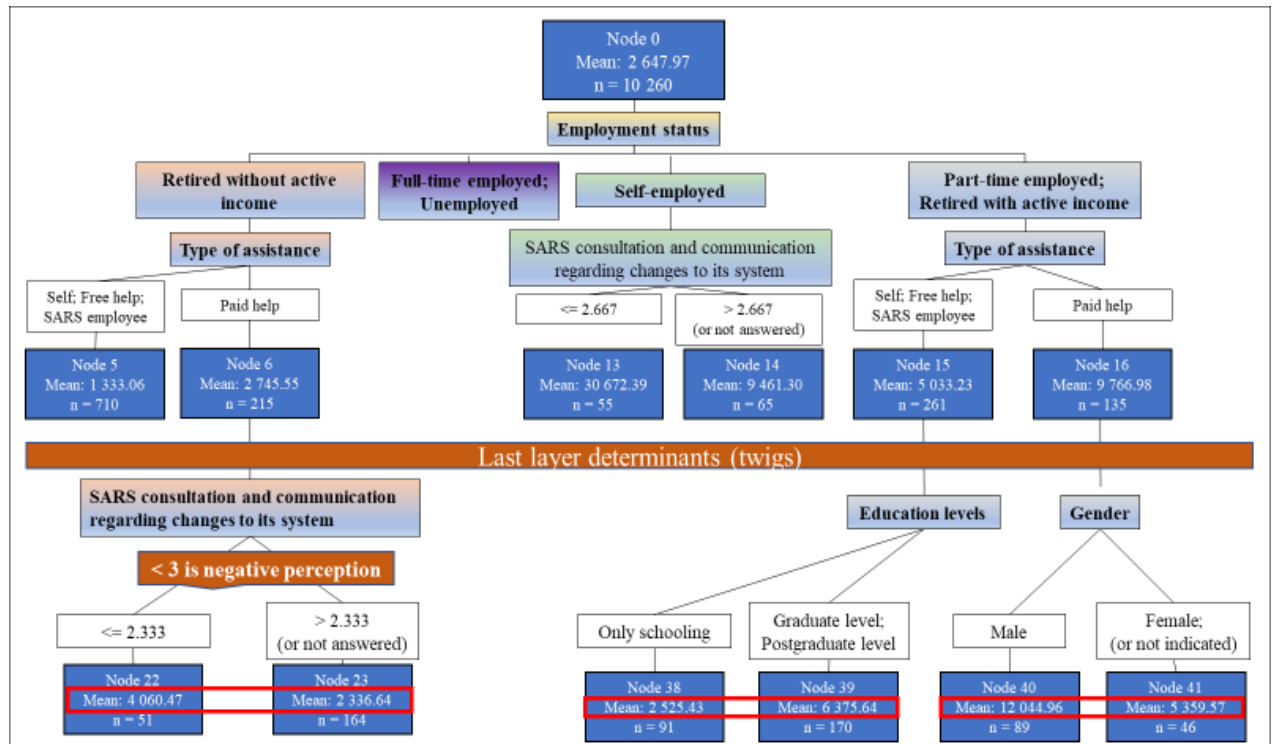 Node 0
Mean: 2 647.97
n = 10 260
Employment status
Retired without active
income
Full-time employed;
Unemployed
Self-employed
Part-time employed;
Retired with active income
Type of assistance
SARS consultation and communication
regarding changes to its system
Type of assistance
Self; Free help;
SARS employee
Paid help
<= 2.667
> 2.667
(or not answered)
Self; Free help;
SARS employee
Paid help
Node 5
Mean: 1 333.06
n = 710
Node 6
Mean: 2 745.55
n = 215
Node 13
Mean: 30 672.39
n = 55
Node 14
Mean: 9 461.30
n = 65
Node 15
Mean: 5 033.23
n = 261
Node 16
Mean: 9 766.98
n = 135
Last layer determinants (twigs)
SARS consultation and communication
regarding changes to its system
Education levels
Gender
< 3 is negative perception
<= 2.333
> 2.333
(or not answered)
Only schooling
Graduate level;
Postgraduate level
Male
Female;
(or not indicated)
Node 22
Mean: 4 060.47
n = 51
Node 23
Mean: 2 336.64
n = 164
Node 38
Mean: 2 525.43
n = 91
Node 39
Mean: 6 375.64
n = 170
Node 40
Mean: 12 044.96
n = 89
Node 41
Mean: 5 359.57
n = 46